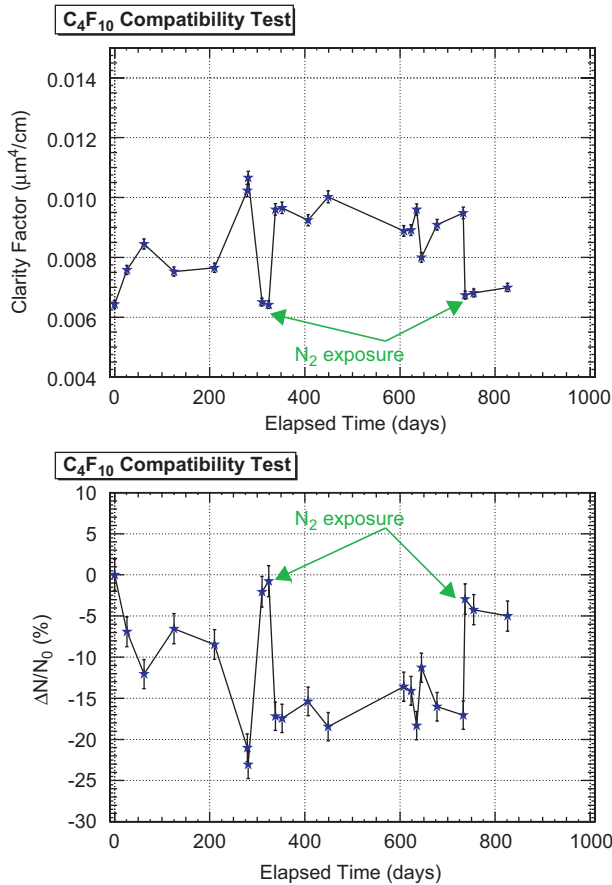 C₄F₁₀ Compatibility Test
0.014
0.012
0.010
0.008
0.006
0.004
Clarity Factor (μm⁴/cm)
N₂ exposure
0 200 400 600 800 1000
Elapsed Time (days)
C₄F₁₀ Compatibility Test
10
5
0
-5
-10
-15
-20
-25
-30
ΔN/N₀ (%)
N₂ exposure
0 200 400 600 800 1000
Elapsed Time (days)